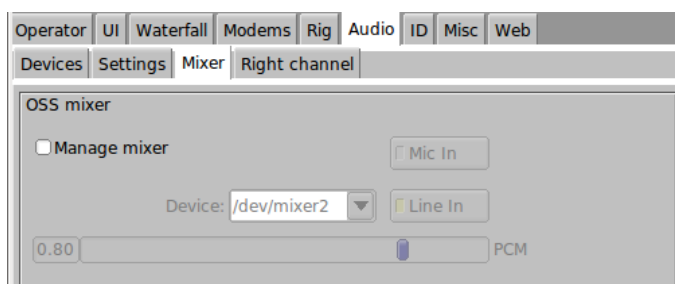 Operator UI Waterfall Modems Rig Audio ID Misc Web
Devices Settings Mixer Right channel
OSS mixer
Manage mixer Mic In
Device: /dev/mixer2 Line In
0.80 PCM